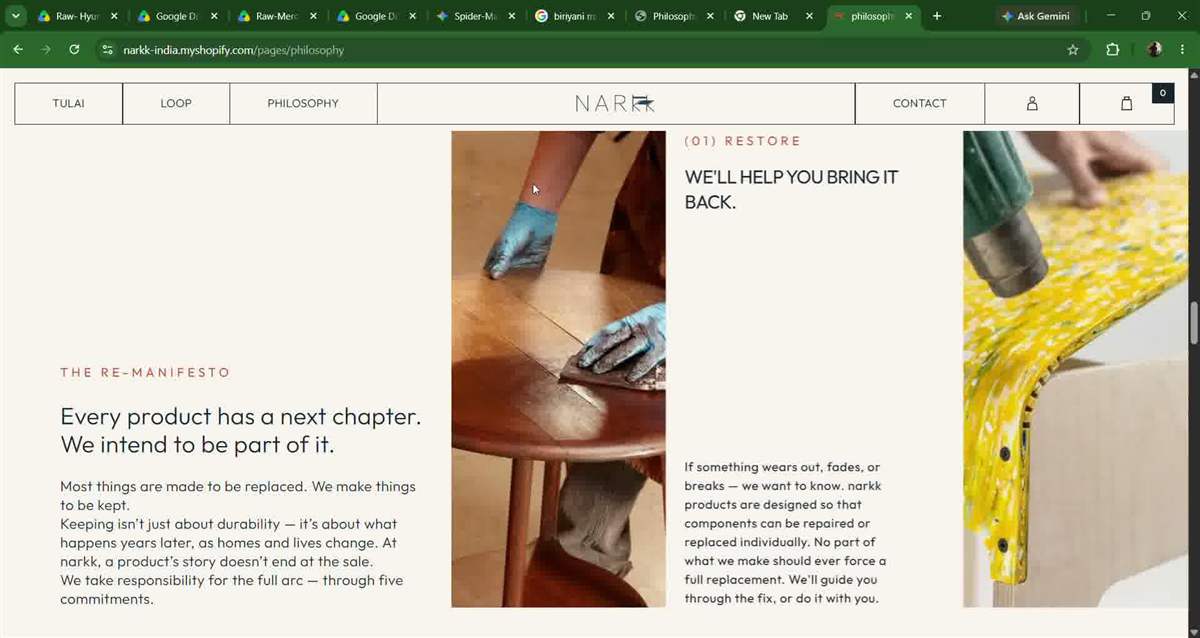 Raw- Hyu
Google D
Raw-Merc
Google D
Spider-Ma
biriyani m
Philosoph
New Tab
philosoph
Ask Gemini
narkk-india.myshopify.com/pages/philosophy
TULAI
LOOP
PHILOSOPHY
NARKK
CONTACT
0
THE RE-MANIFESTO
Every product has a next chapter.
We intend to be part of it.
Most things are made to be replaced. We make things
to be kept.
Keeping isn't just about durability — it's about what
happens years later, as homes and lives change. At
narkk, a product's story doesn't end at the sale.
We take responsibility for the full arc — through five
commitments.
(01) RESTORE
WE'LL HELP YOU BRING IT
BACK.
If something wears out, fades, or
breaks — we want to know. narkk
products are designed so that
components can be repaired or
replaced individually. No part of
what we make should ever force a
full replacement. We'll guide you
through the fix, or do it with you.